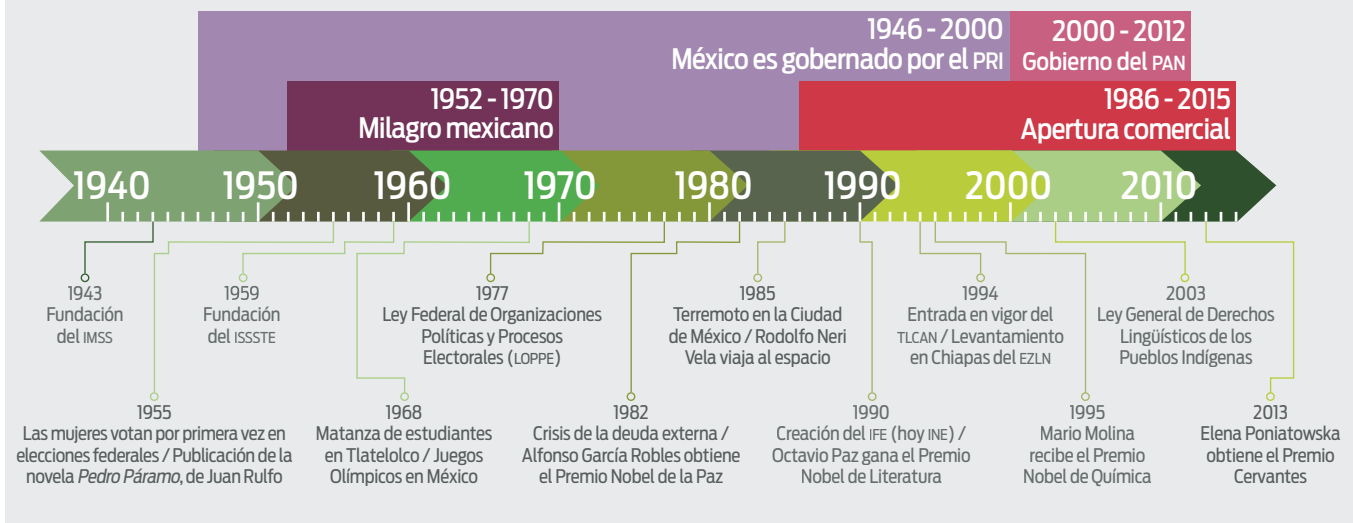 1946 - 2000
México es gobernado por el PRI
2000 - 2012
Gobierno del PAN
1952 - 1970
Milagro mexicano
1986 - 2015
Apertura comercial
1940 1950 1960 1970 1980 1990 2000 2010
1943
Fundación
del IMSS
1959
Fundación
del ISSSTE
1977
Ley Federal de Organizaciones
Políticas y Procesos
Electorales (LOPPE)
1985
Terremoto en la Ciudad
de México / Rodolfo Neri
Vela viaja al espacio
1994
Entrada en vigor del
TLCAN / Levantamiento
en Chiapas del EZLN
2003
Ley General de Derechos
Lingüísticos de los
Pueblos Indígenas
1955
Las mujeres votan por primera vez en
elecciones federales / Publicación de la
novela Pedro Páramo, de Juan Rulfo
1968
Matanza de estudiantes
en Tlatelolco / Juegos
Olímpicos en México
1982
Crisis de la deuda externa /
Alfonso García Robles obtiene
el Premio Nobel de la Paz
1990
Creación del IFE (hoy INE) /
Octavio Paz gana el Premio
Nobel de Literatura
1995
Mario Molina
recibe el Premio
Nobel de Química
2013
Elena Poniatowska
obtiene el Premio
Cervantes